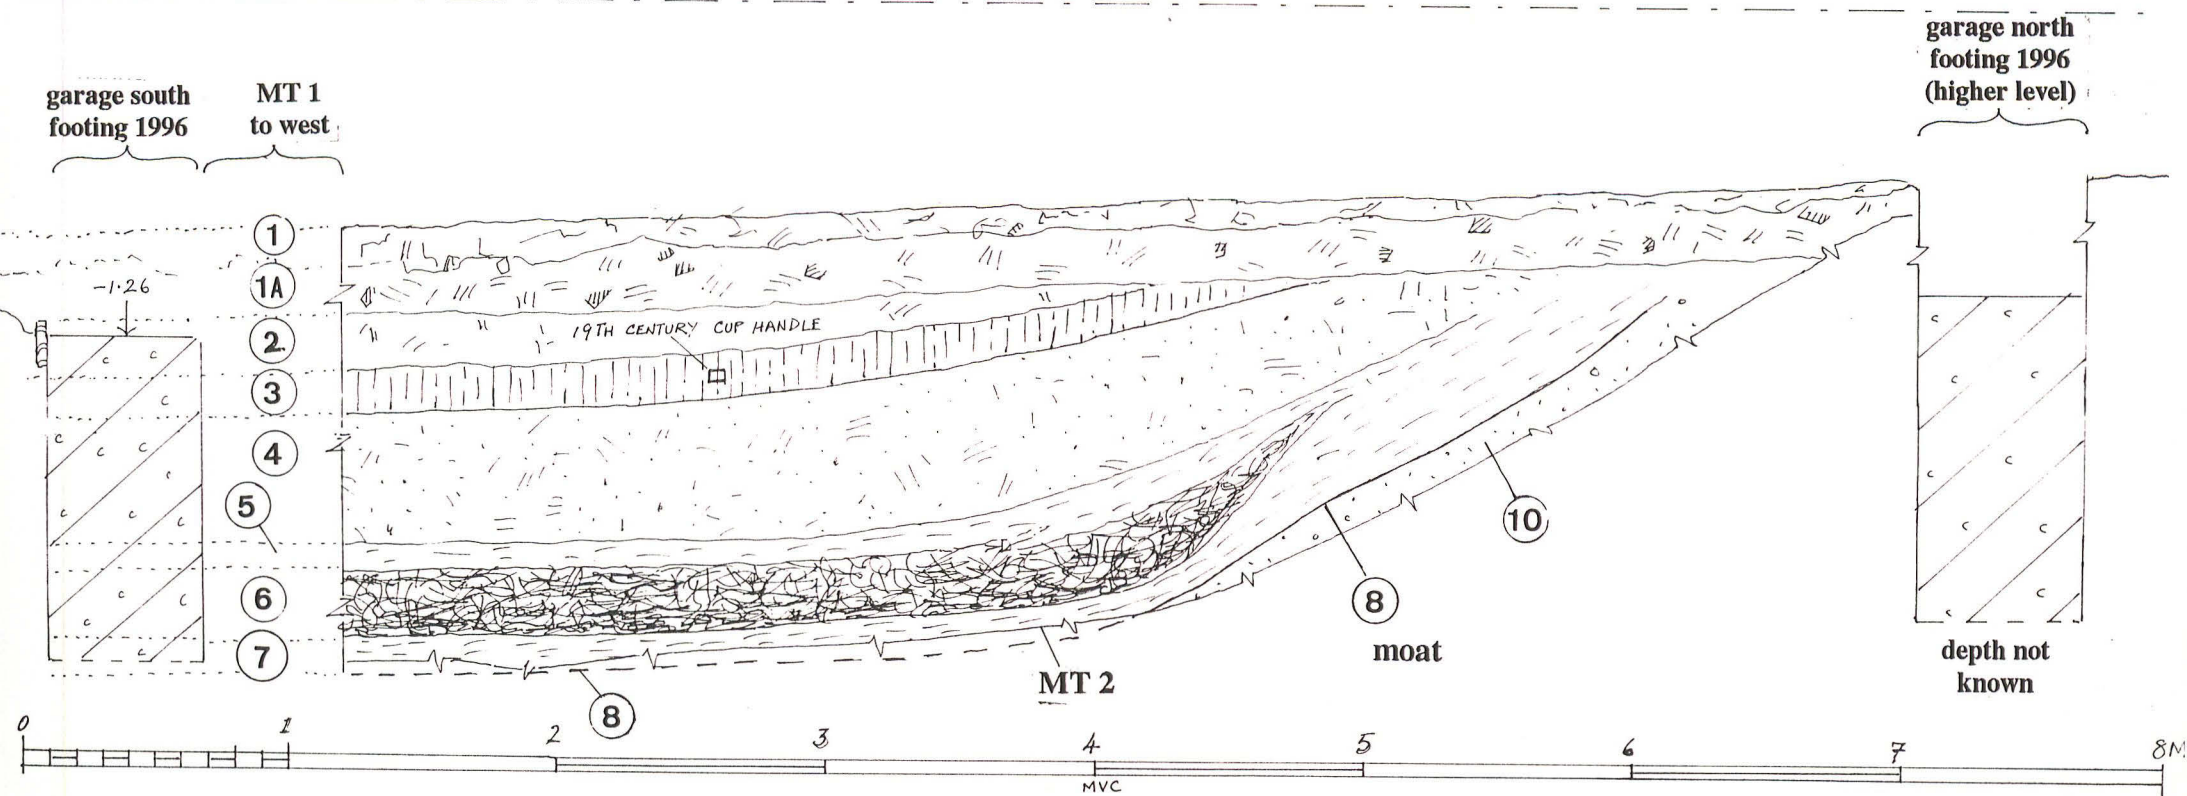 garage south
footing 1996
MT 1
to west
garage north
footing 1996
(higher level)
1
1A
-1.26
2
19TH CENTURY CUP HANDLE
3
4
5
6
7
10
8
moat
MT 2
8
depth not
known
0 1 2 3 4 5 6 7 8M
MVC